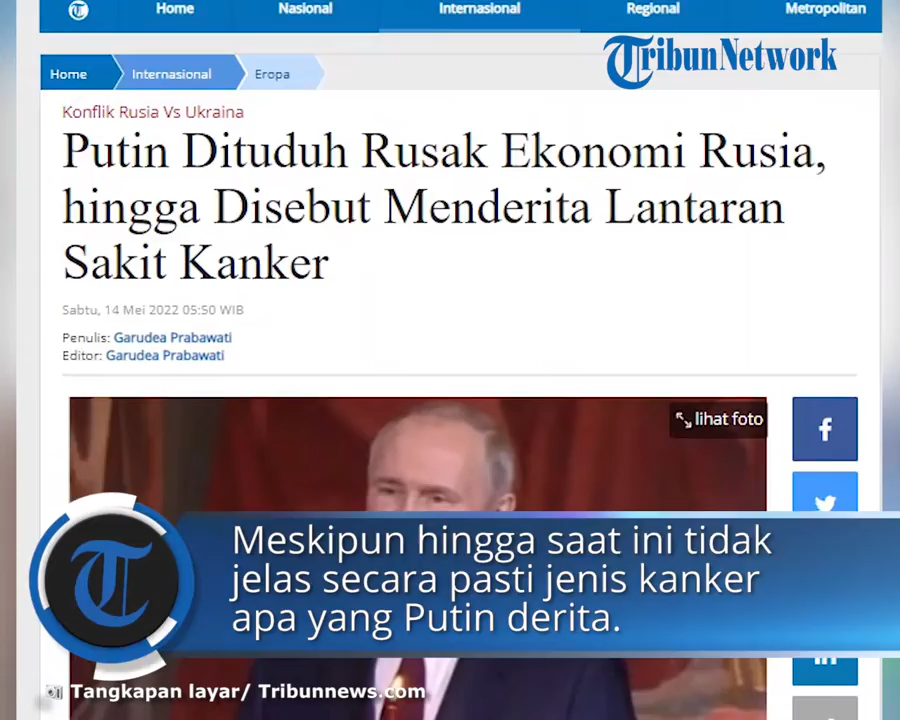 Home Nasional Internasional Regional Metropolitan
TribunNetwork
Home Internasional Eropa
Konflik Rusia Vs Ukraina
Putin Dituduh Rusak Ekonomi Rusia,
hingga Disebut Menderita Lantaran
Sakit Kanker
Sabtu, 14 Mei 2022 05:50 WIB
Penulis: Garudea Prabawati
Editor: Garudea Prabawati
lihat foto
Meskipun hingga saat ini tidak
jelas secara pasti jenis kanker
apa yang Putin derita.
Tangkapan layar/ Tribunnews.com